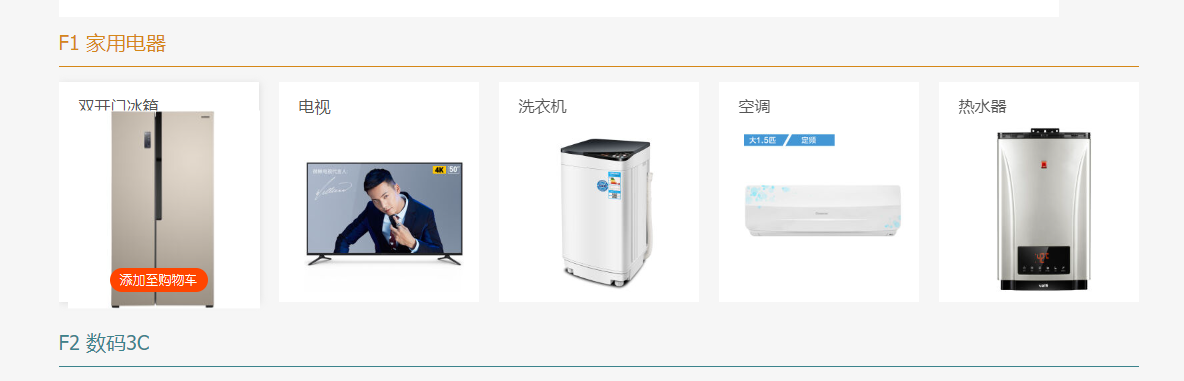 F1 家用电器
双开门冰箱
添加至购物车
电视
4K 50"
洗衣机
空调
大1.5匹 定频
热水器
F2 数码3C